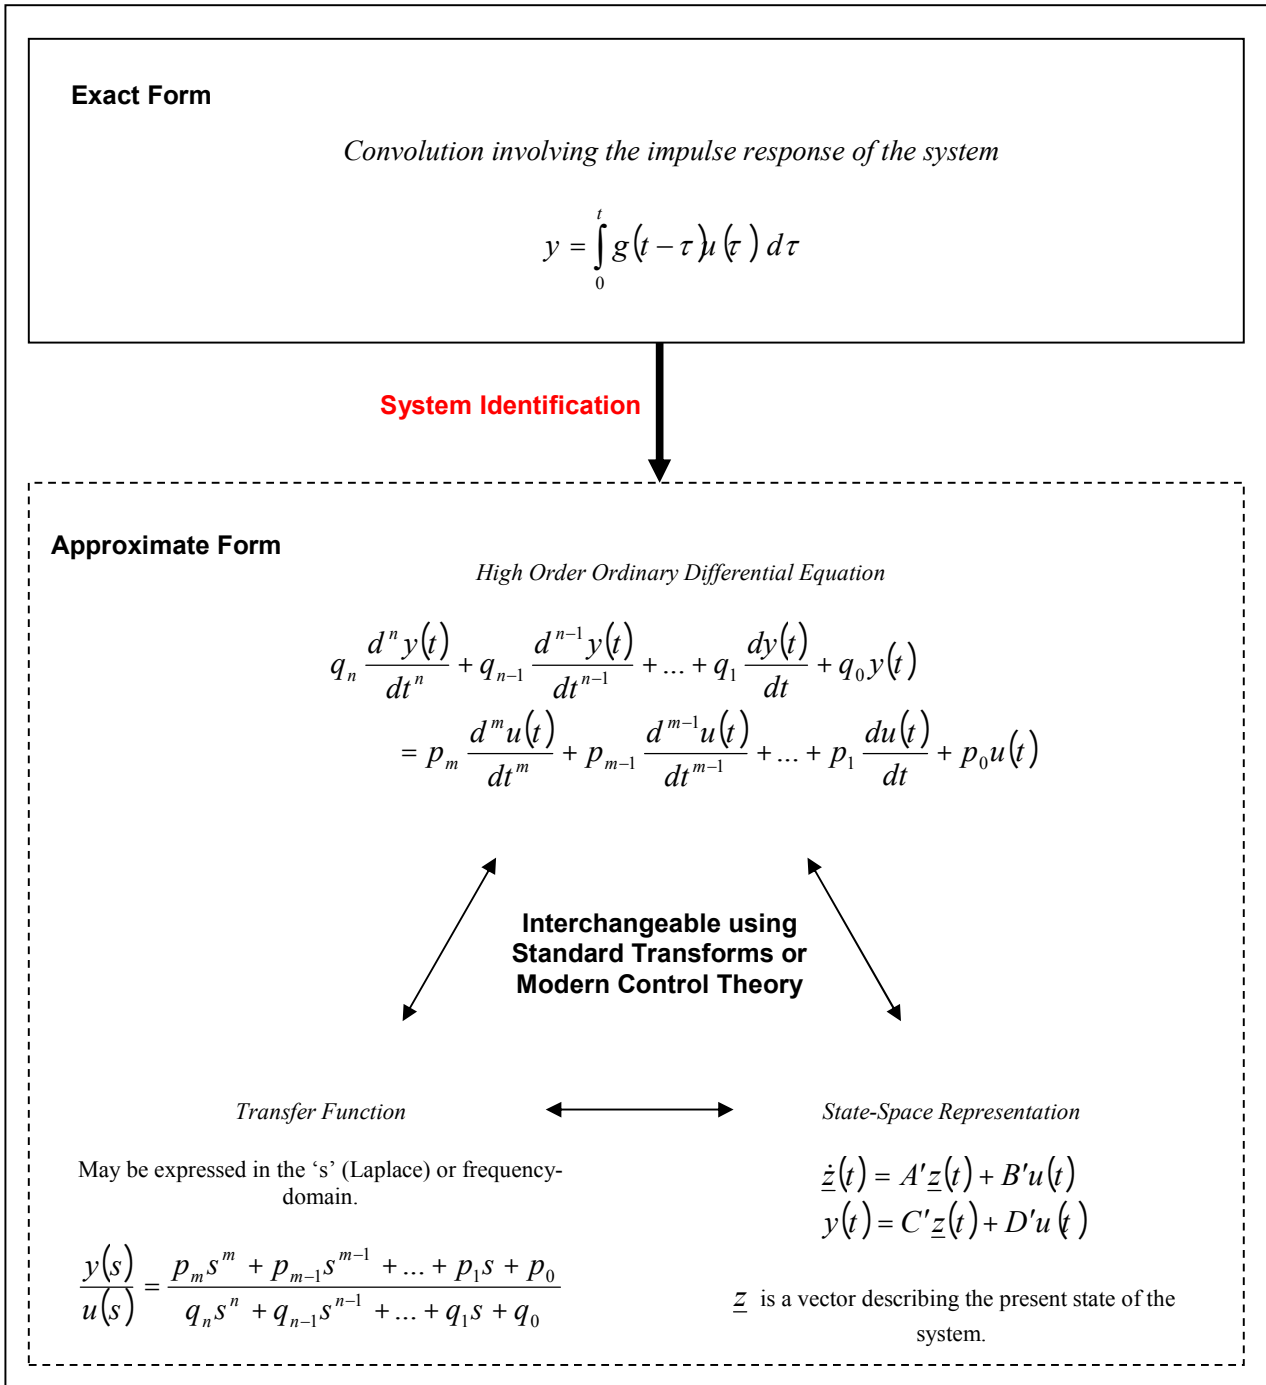 Exact Form
Convolution involving the impulse response of the system
y = ∫₀ᵗ g(t − τ)u(τ) dτ
System Identification
Approximate Form
High Order Ordinary Differential Equation
qₙ dⁿy(t)/dtⁿ + qₙ₋₁ dⁿ⁻¹y(t)/dtⁿ⁻¹ + ... + q₁ dy(t)/dt + q₀y(t)
= pₘ dᵐu(t)/dtᵐ + pₘ₋₁ dᵐ⁻¹u(t)/dtᵐ⁻¹ + ... + p₁ du(t)/dt + p₀u(t)
Interchangeable using
Standard Transforms or
Modern Control Theory
Transfer Function
May be expressed in the ‘s’ (Laplace) or frequency-
domain.
y(s)/u(s) = (pₘsᵐ + pₘ₋₁sᵐ⁻¹ + ... + p₁s + p₀)/(qₙsⁿ + qₙ₋₁sⁿ⁻¹ + ... + q₁s + q₀)
State-Space Representation
ż̲(t) = A′z̲(t) + B′u(t)
y(t) = C′z̲(t) + D′u(t)
z̲ is a vector describing the present state of the
system.